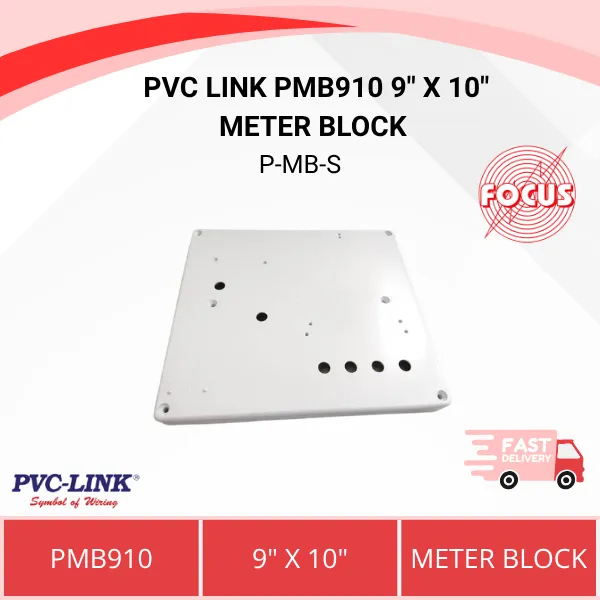 PVC LINK PMB910 9" X 10"
METER BLOCK
P-MB-S
FOCUS
FAST
DELIVERY
PVC-LINK®
Symbol of Wiring
PMB910
9" X 10"
METER BLOCK